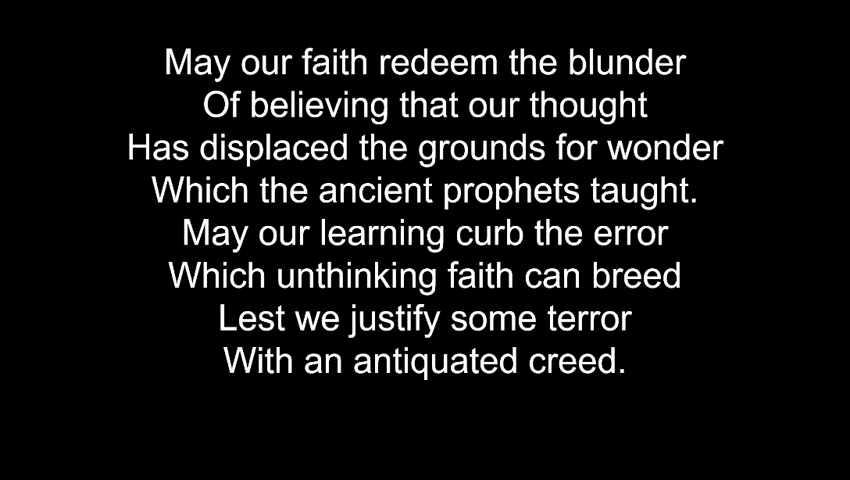 May our faith redeem the blunder
Of believing that our thought
Has displaced the grounds for wonder
Which the ancient prophets taught.
May our learning curb the error
Which unthinking faith can breed
Lest we justify some terror
With an antiquated creed.